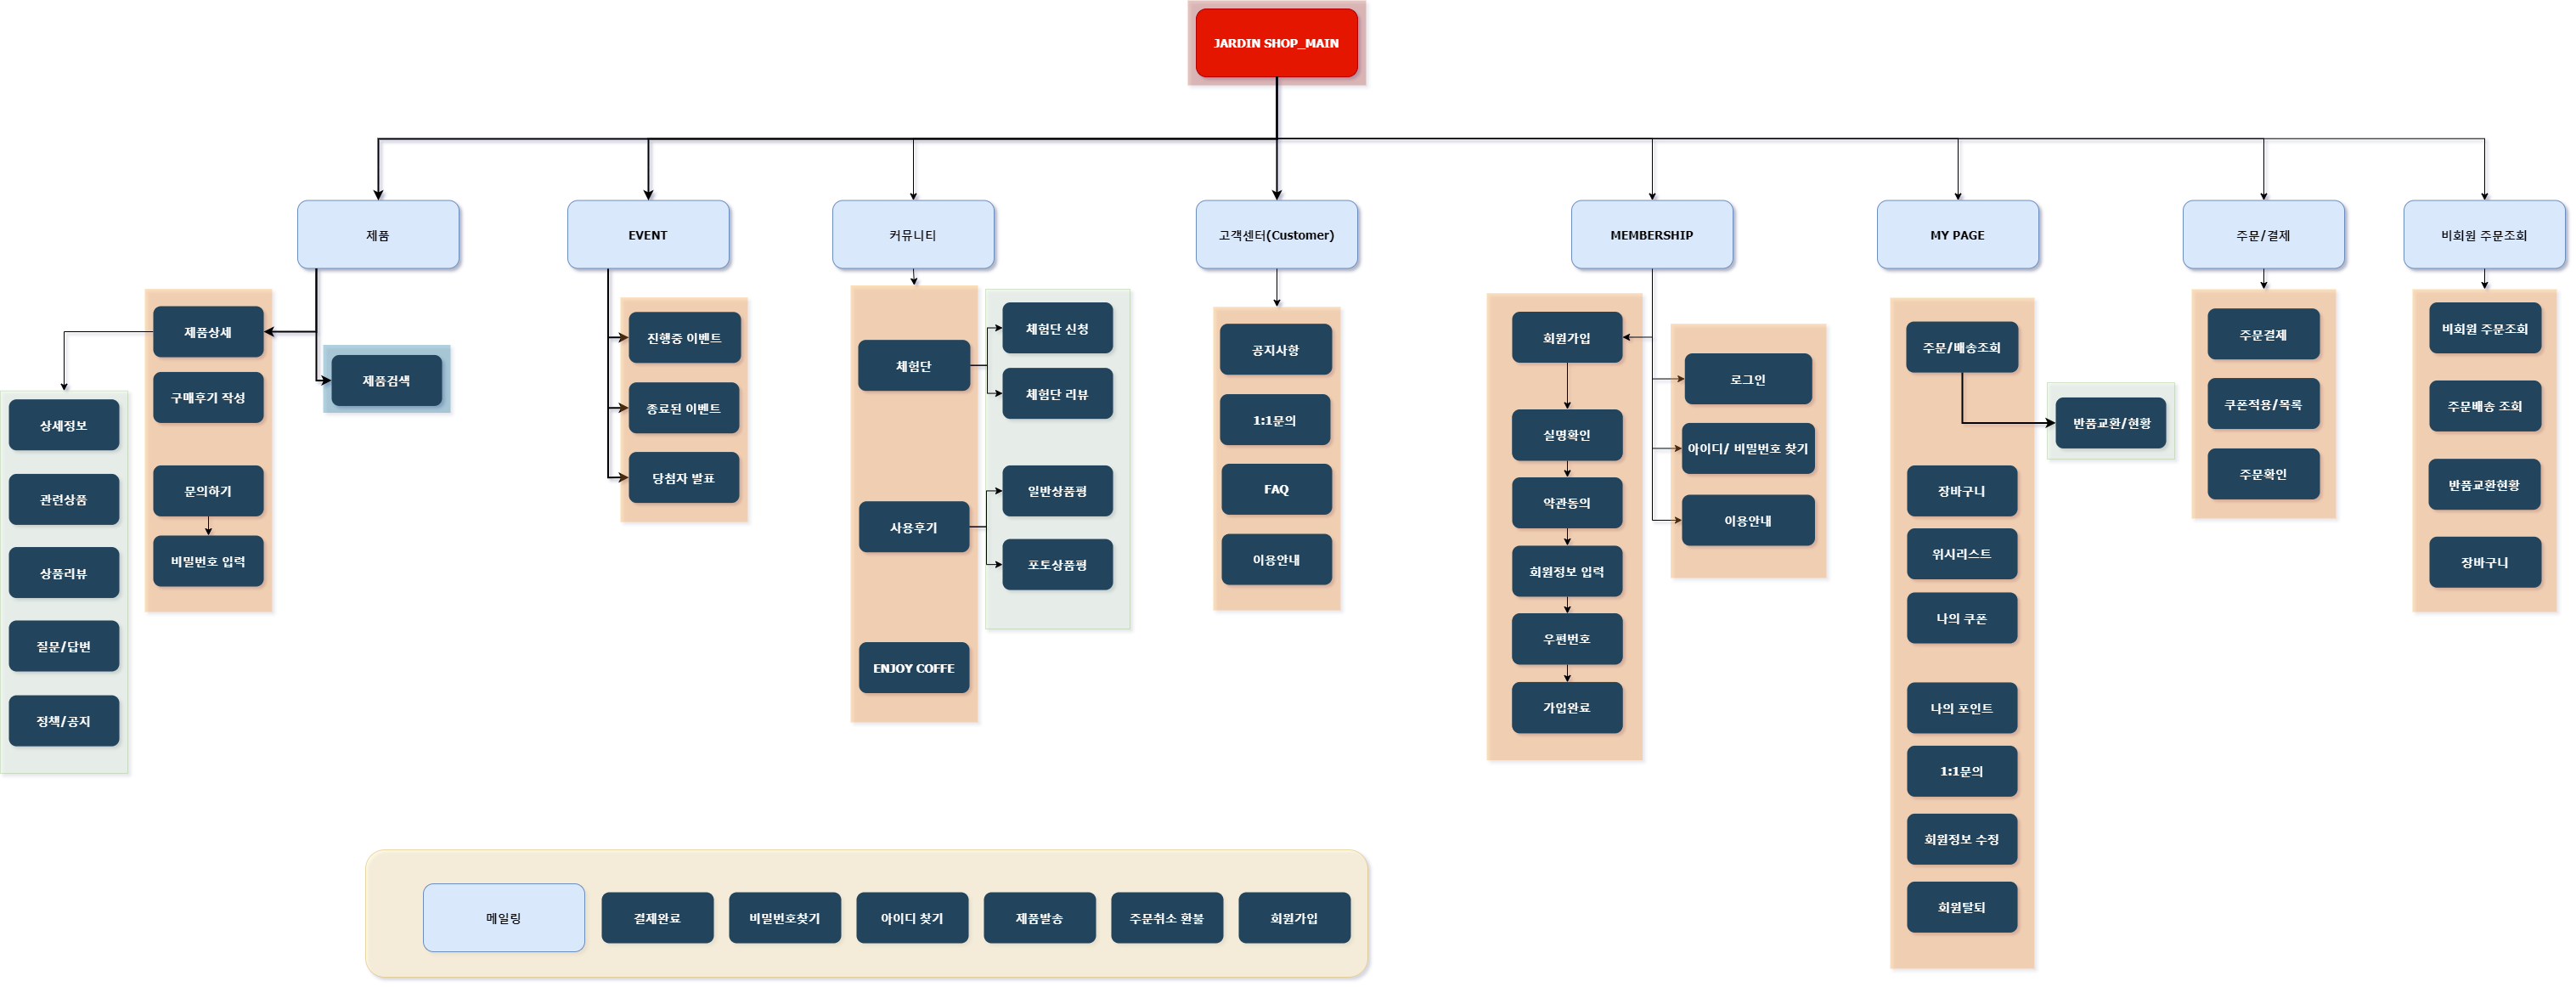 JARDIN SHOP_MAIN
제품
EVENT
커뮤니티
고객센터(Customer)
MEMBERSHIP
MY PAGE
주문/결제
비회원 주문조회
제품상세
구매후기 작성
문의하기
비밀번호 입력
제품검색
상세정보
관련상품
상품리뷰
질문/답변
정책/공지
진행중 이벤트
종료된 이벤트
당첨자 발표
체험단
사용후기
ENJOY COFFE
체험단 신청
체험단 리뷰
일반상품평
포토상품평
공지사항
1:1문의
FAQ
이용안내
회원가입
실명확인
약관동의
회원정보 입력
우편번호
가입완료
로그인
아이디/ 비밀번호 찾기
이용안내
주문/배송조회
반품교환/현황
장바구니
위시리스트
나의 쿠폰
나의 포인트
1:1문의
회원정보 수정
회원탈퇴
주문결제
쿠폰적용/목록
주문확인
비회원 주문조회
주문배송 조회
반품교환현황
장바구니
메일링
결제완료
비밀번호찾기
아이디 찾기
제품발송
주문취소 환불
회원가입